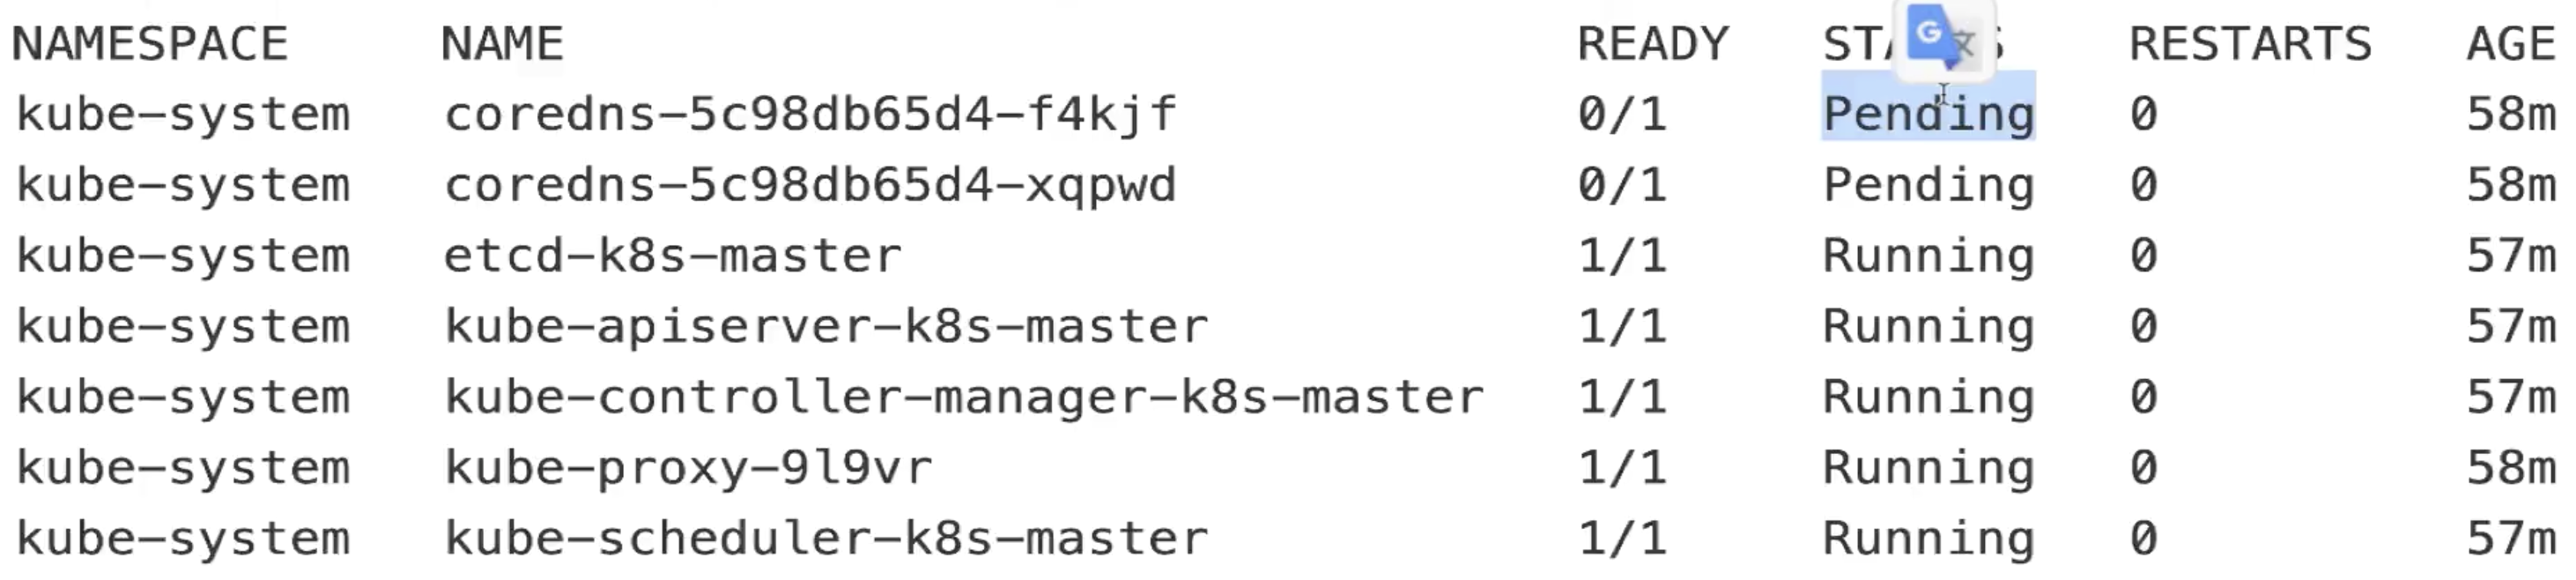 NAMESPACE NAME READY RESTARTS AGE
kube-system coredns-5c98db65d4-f4kjf 0/1 Pending 0 58m
kube-system coredns-5c98db65d4-xqpwd 0/1 Pending 0 58m
kube-system etcd-k8s-master 1/1 Running 0 57m
kube-system kube-apiserver-k8s-master 1/1 Running 0 57m
kube-system kube-controller-manager-k8s-master 1/1 Running 0 57m
kube-system kube-proxy-9l9vr 1/1 Running 0 58m
kube-system kube-scheduler-k8s-master 1/1 Running 0 57m